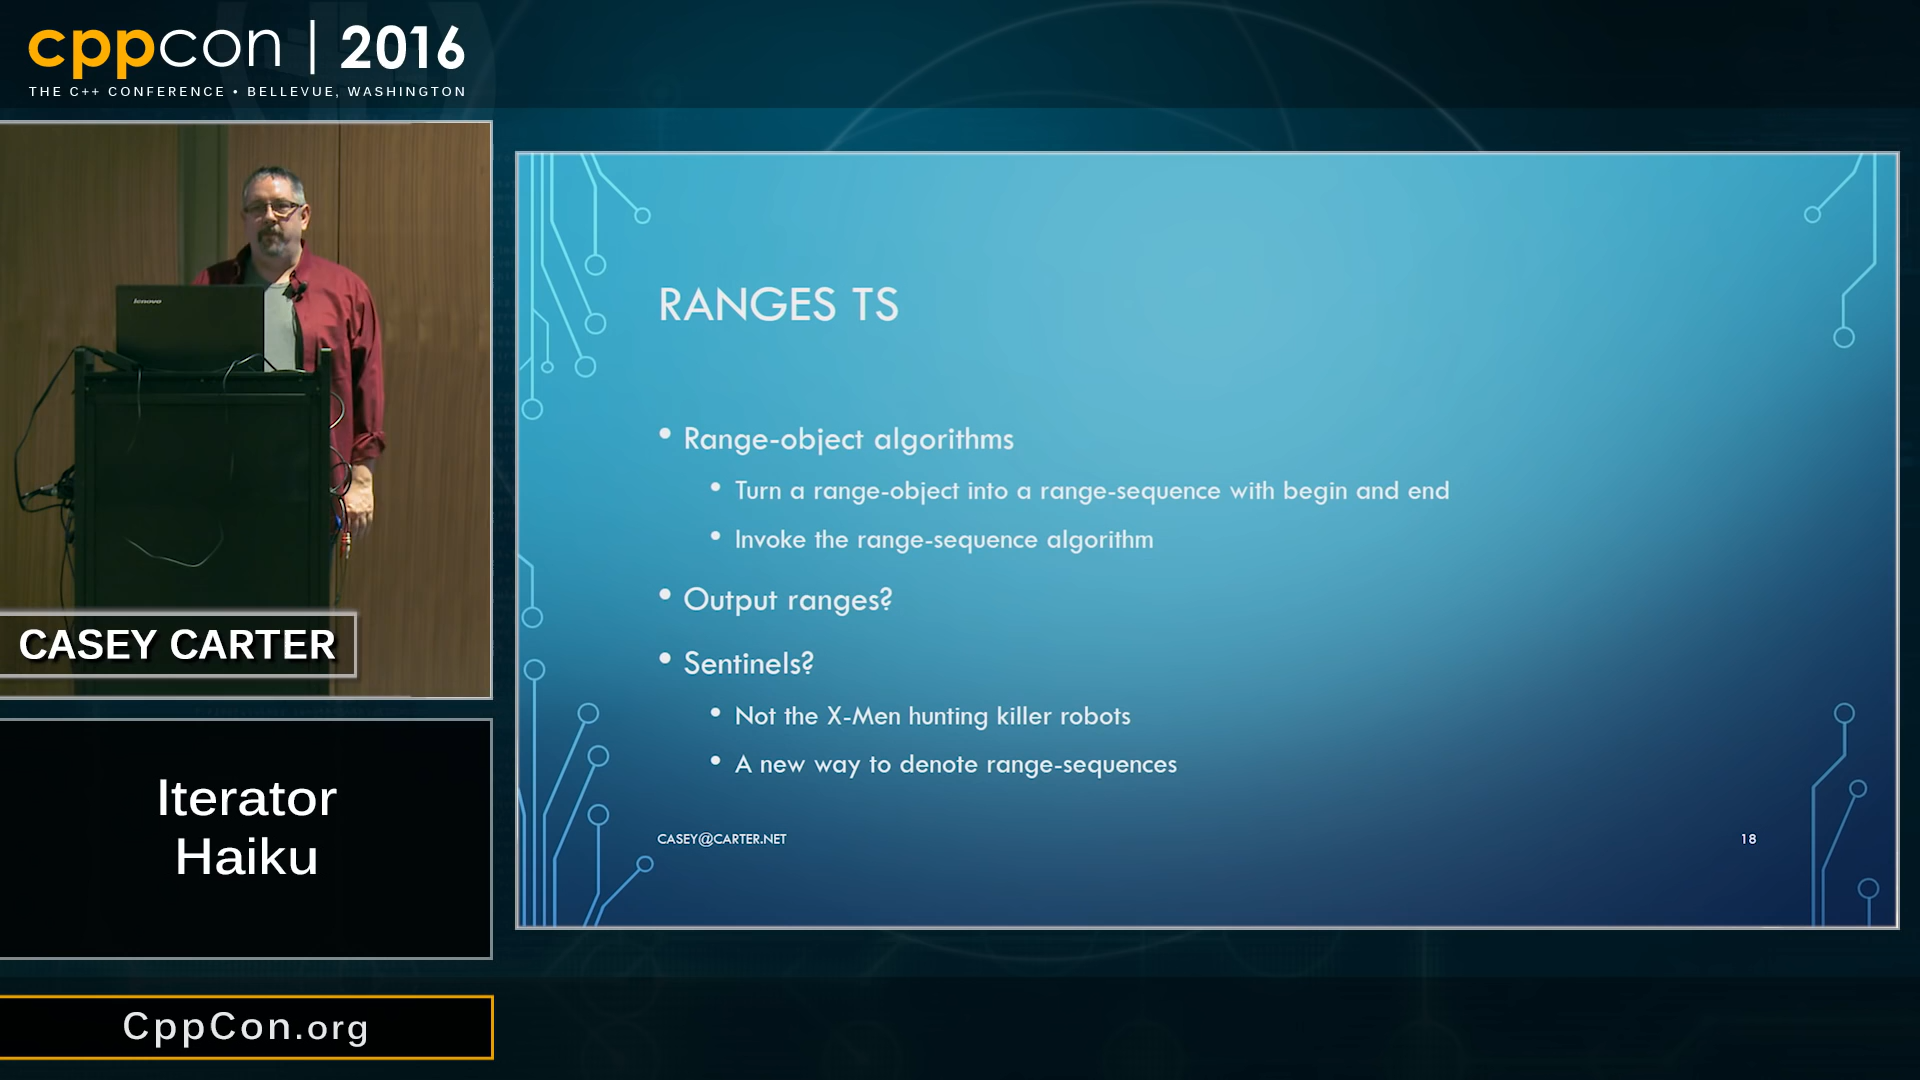 cppcon | 2016
THE C++ CONFERENCE • BELLEVUE, WASHINGTON
lenovo
CASEY CARTER
Iterator
Haiku
CppCon.org
RANGES TS
• Range-object algorithms
• Turn a range-object into a range-sequence with begin and end
• Invoke the range-sequence algorithm
• Output ranges?
• Sentinels?
• Not the X-Men hunting killer robots
• A new way to denote range-sequences
CASEY@CARTER.NET
18